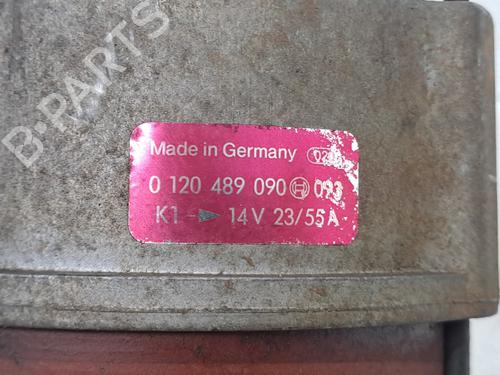 B-PARTS
Made in Germany
0 120 489 090 093
K1 14V 23/55A